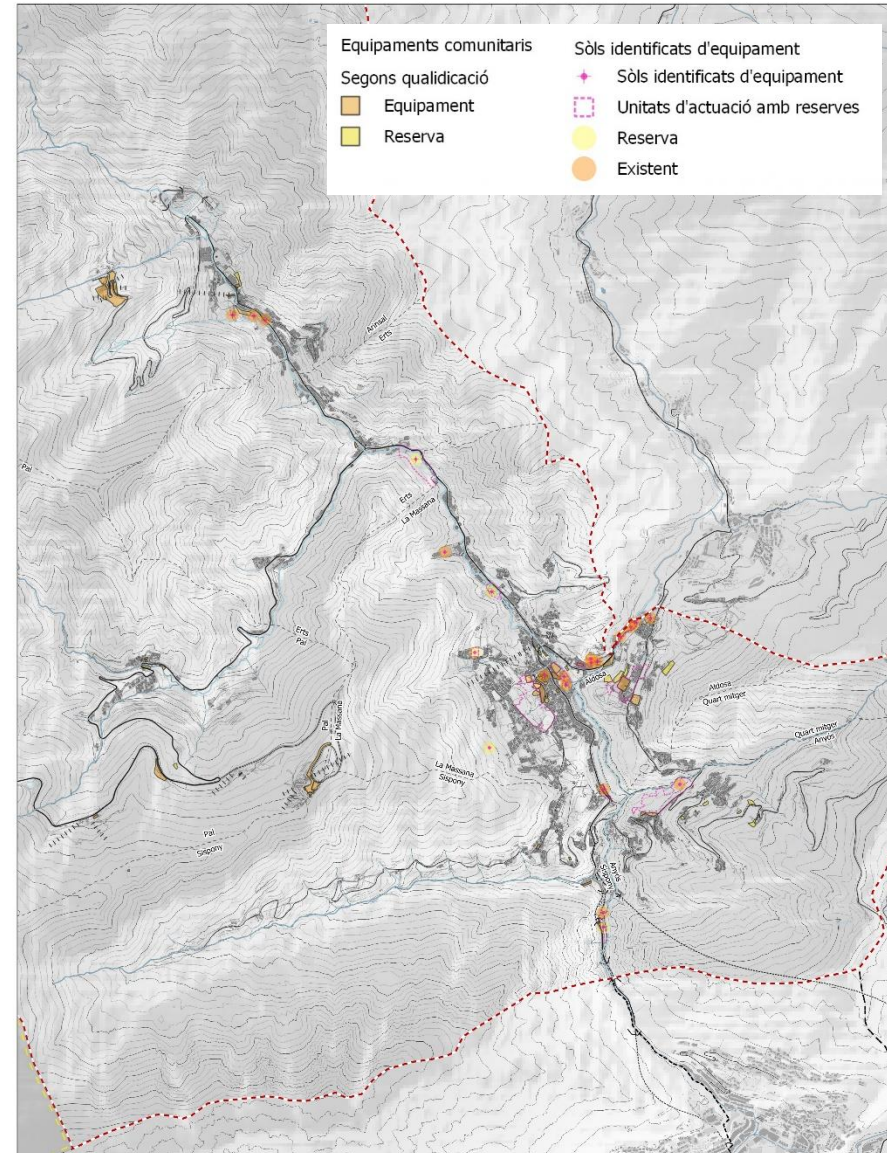 Equipaments comunitaris
Segons qualidicació
Equipament
Reserva
Sòls identificats d'equipament
Sòls identificats d'equipament
Unitats d'actuació amb reserves
Reserva
Existent
Arinsal
Erts
Pal
Erts
La Massana
Erts
Pal
Aldosa
Aldosa
Quart mitger
Pal
La Massana
Quart mitger
Anyós
La Massana
Sispony
Pal
Sispony
Anyós
Sispony